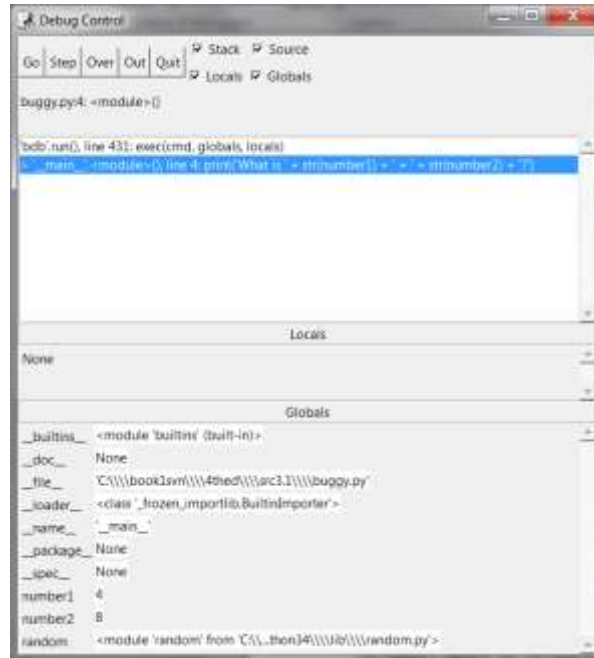 Debug Control
Go Step Over Out Quit Stack Source
Locals Globals
buggy.py:4: <module>()
'bdb'.run(), line 431: exec(cmd, globals, locals)
> '__main__'.<module>(), line 4: print('What is ' + str(number1) + ' + ' + str(number2) + '?')
Locals
None
Globals
__builtins__ <module 'builtins' (built-in)>
__doc__ None
__file__ 'C:\\\\book1svn\\\\4thed\\\\src3.1\\\\buggy.py'
__loader__ <class '_frozen_importlib.BuiltinImporter'>
__name__ '__main__'
__package__ None
__spec__ None
number1 4
number2 8
random <module 'random' from 'C:\\...thon34\\\\lib\\\\random.py'>